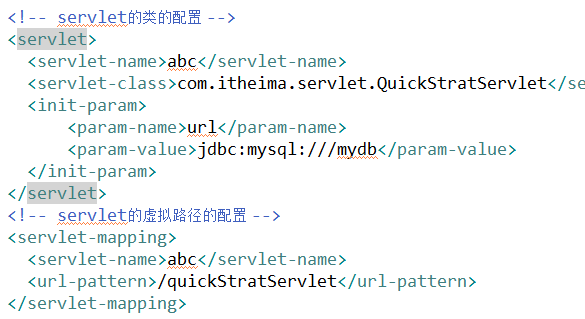 <!-- servlet的类的配置 -->
<servlet>
<servlet-name>abc</servlet-name>
<servlet-class>com.itheima.servlet.QuickStratServlet</se
<init-param>
<param-name>url</param-name>
<param-value>jdbc:mysql:///mydb</param-value>
</init-param>
</servlet>
<!-- servlet的虚拟路径的配置 -->
<servlet-mapping>
<servlet-name>abc</servlet-name>
<url-pattern>/quickStratServlet</url-pattern>
</servlet-mapping>